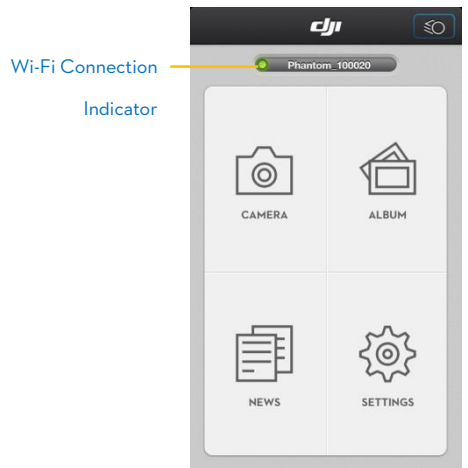 dji
Wi-Fi Connection
Indicator
Phantom_100020
CAMERA
ALBUM
NEWS
SETTINGS